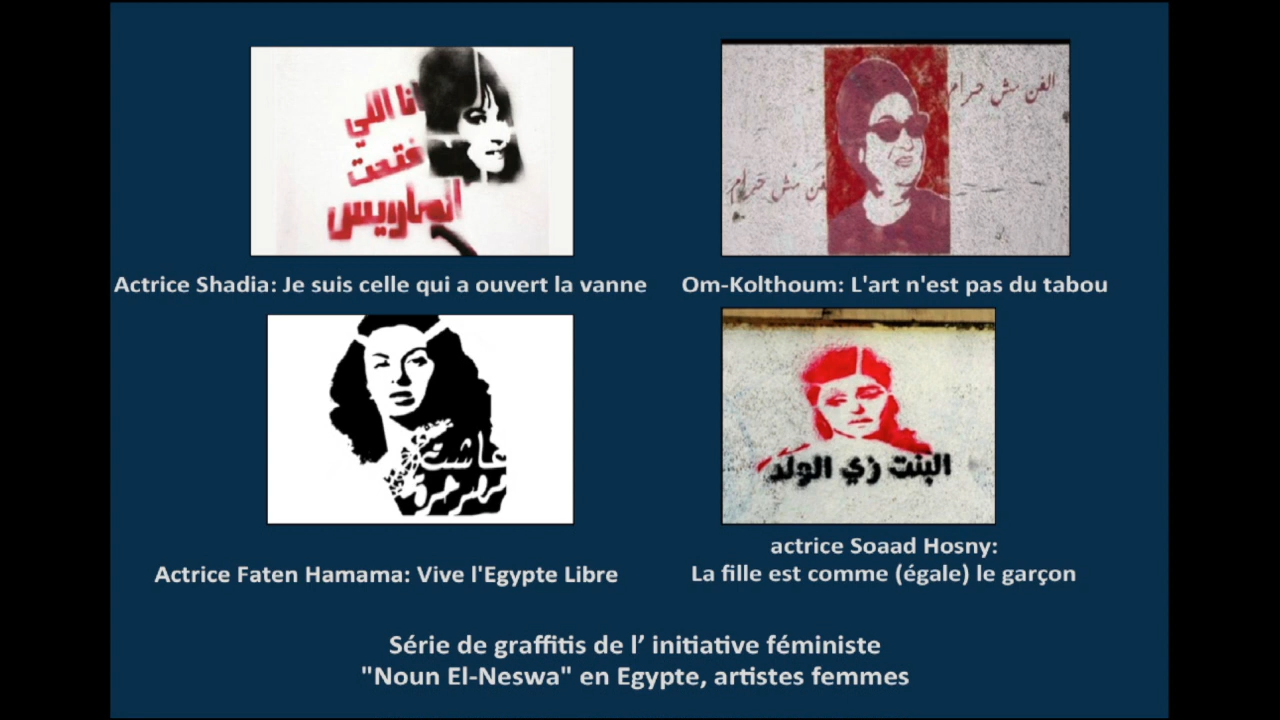 انا اللي
فتحت
الهاويس
الفن مش حرام
الفن مش حرام
Actrice Shadia: Je suis celle qui a ouvert la vanne
Om-Kolthoum: L'art n'est pas du tabou
عاشت
مصر حرة
البنت زي الولد
Actrice Faten Hamama: Vive l'Egypte Libre
actrice Soaad Hosny:
La fille est comme (égale) le garçon
Série de graffitis de l’ initiative féministe
"Noun El-Neswa" en Egypte, artistes femmes